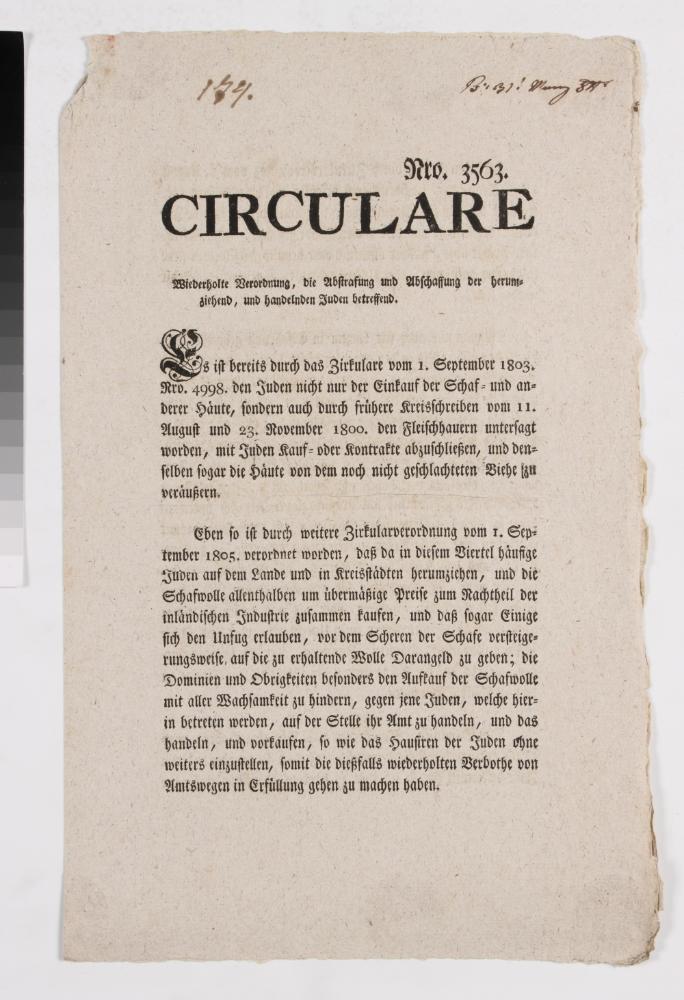 174.
Nro. 3563.
CIRCULARE
Wiederholte Verordnung, die Abstrafung und Abschaffung der herum-
ziehend, und handelnden Juden betreffend.
Es ist bereits durch das Zirkulare vom 1. September 1803.
Nro. 4998. den Juden nicht nur der Einkauf der Schaf- und an-
derer Häute, sondern auch durch frühere Kreisschreiben vom 11.
August und 23. November 1800. den Fleischhauern untersagt
worden, mit Juden Kauf- oder Kontrakte abzuschließen, und den-
selben sogar die Häute von dem noch nicht geschlachteten Viehe zu
veräußern.
Eben so ist durch weitere Zirkularverordnung vom 1. Sep-
tember 1805. verordnet worden, daß da in diesem Viertel häufige
Juden auf dem Lande und in Kreisstädten herumziehen, und die
Schafwolle allenthalben um übermäßige Preise zum Nachtheil der
inländischen Industrie zusammen kaufen, und daß sogar Einige
sich den Unfug erlauben, vor dem Scheren der Schafe versteige-
rungsweise, auf die zu erhaltende Wolle Darangeld zu geben; die
Dominien und Obrigkeiten besonders den Aufkauf der Schafwolle
mit aller Wachsamkeit zu hindern, gegen jene Juden, welche hier-
in betreten werden, auf der Stelle ihr Amt zu handeln, und das
handeln, und vorkaufen, so wie das Hausiren der Juden ohne
weiters einzustellen, somit die dießfalls wiederholten Verbothe von
Amtswegen in Erfüllung gehen zu machen haben.